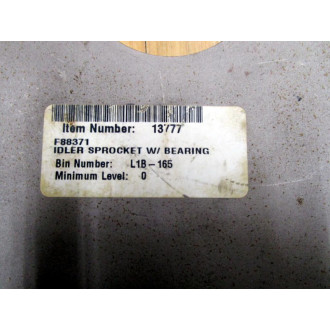 Item Number: 13777
F88371
IDLER SPROCKET W/ BEARING
Bin Number: L1B-165
Minimum Level: 0